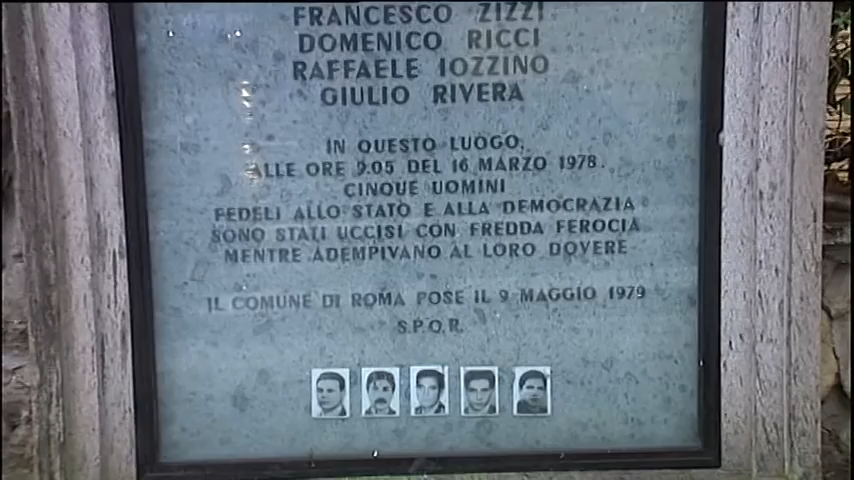 FRANCESCO ZIZZI
DOMENICO RICCI
RAFFAELE IOZZINO
GIULIO RIVERA
IN QUESTO LUOGO,
ALLE ORE 9.05 DEL 16 MARZO 1978.
CINQUE UOMINI
FEDELI ALLO STATO E ALLA DEMOCRAZIA
SONO STATI UCCISI CON FREDDA FEROCIA
MENTRE ADEMPIVANO AL LORO DOVERE
IL COMUNE DI ROMA POSE IL 9 MAGGIO 1979
S.P.Q.R.